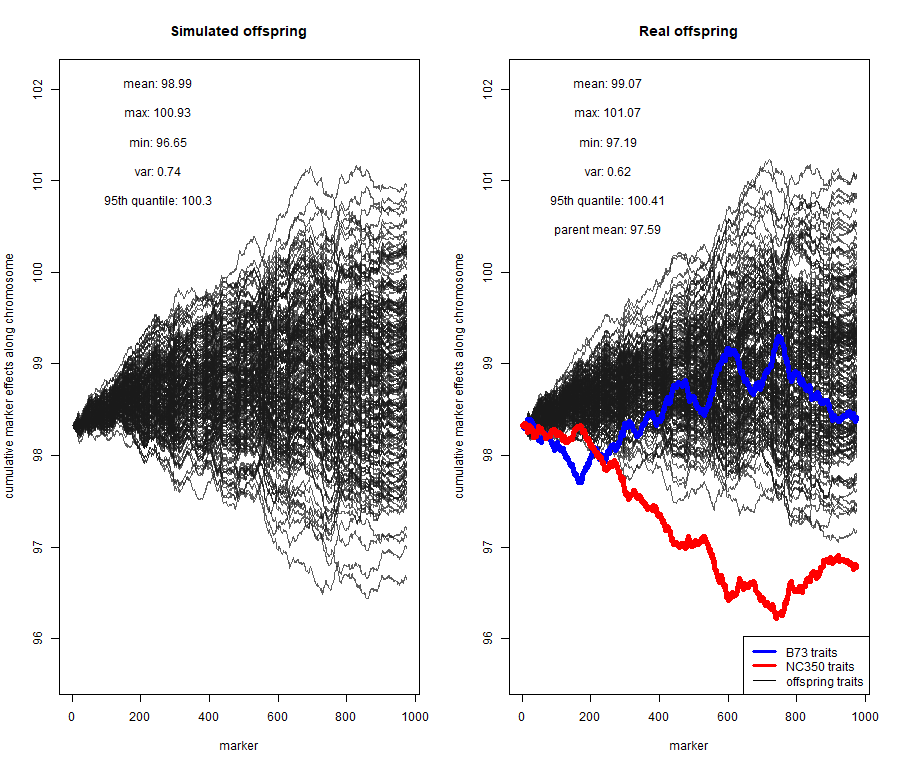 Simulated offspring
mean: 98.99
max: 100.93
min: 96.65
var: 0.74
95th quantile: 100.3
cumulative marker effects along chromosome
102
101
100
99
98
97
96
0 200 400 600 800 1000
marker
Real offspring
mean: 99.07
max: 101.07
min: 97.19
var: 0.62
95th quantile: 100.41
parent mean: 97.59
cumulative marker effects along chromosome
102
101
100
99
98
97
96
B73 traits
NC350 traits
offspring traits
0 200 400 600 800 1000
marker